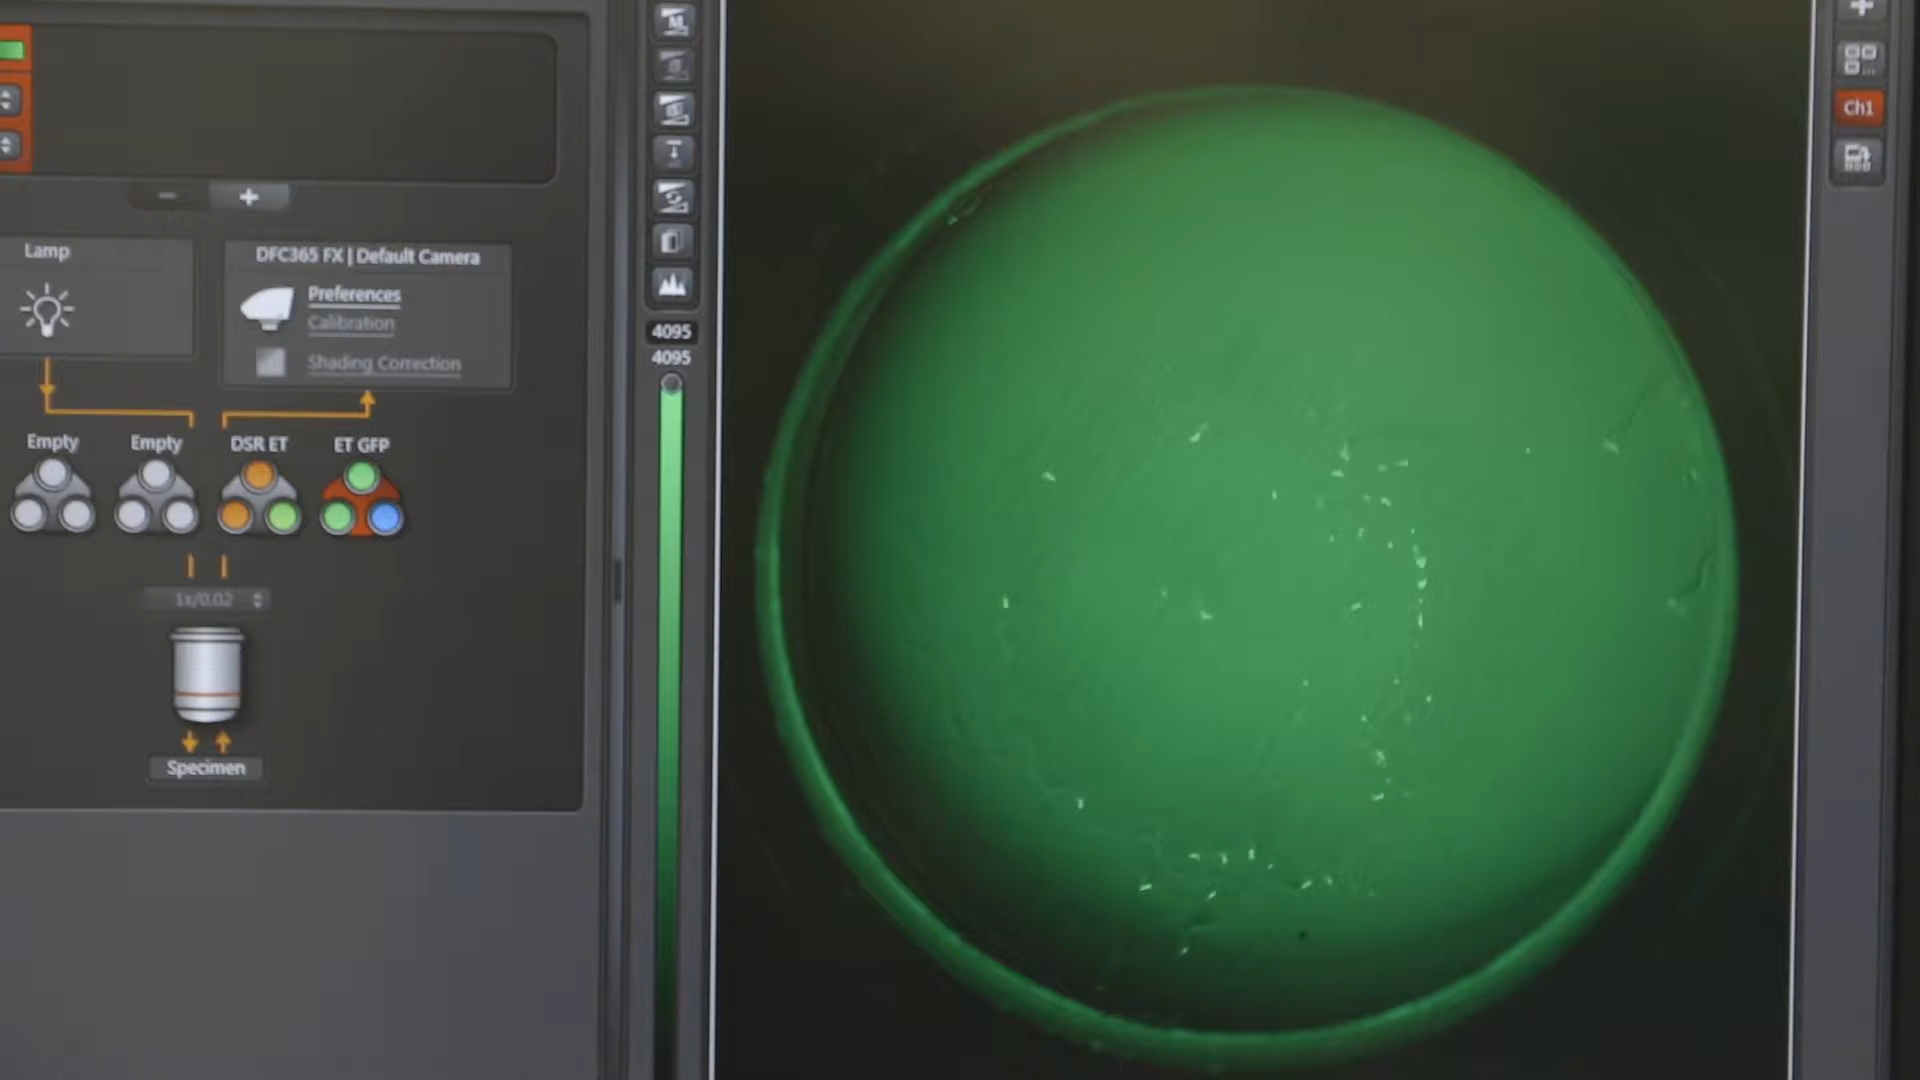 Lamp
DFC365 FX | Default Camera
Preferences
Calibration
Shading Correction
Empty
Empty
DSR ET
ET GFP
1x/0.02
Specimen
M
4095
4095
Ch1